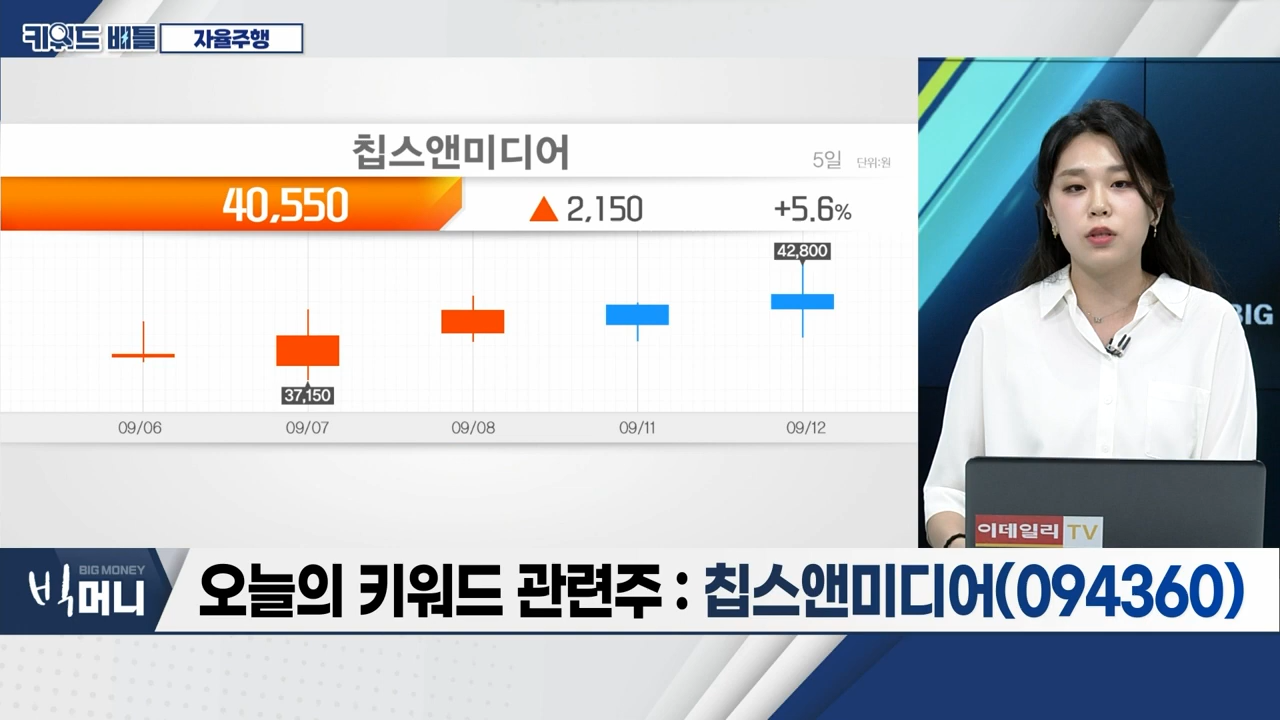 키워드 배틀 자율주행
칩스앤미디어
5일 단위:원
40,550 ▲ 2,150 +5.6%
42,800
37,150
09/06 09/07 09/08 09/11 09/12
BIG
이데일리 TV
BIG MONEY
빅머니
오늘의 키워드 관련주 : 칩스앤미디어(094360)